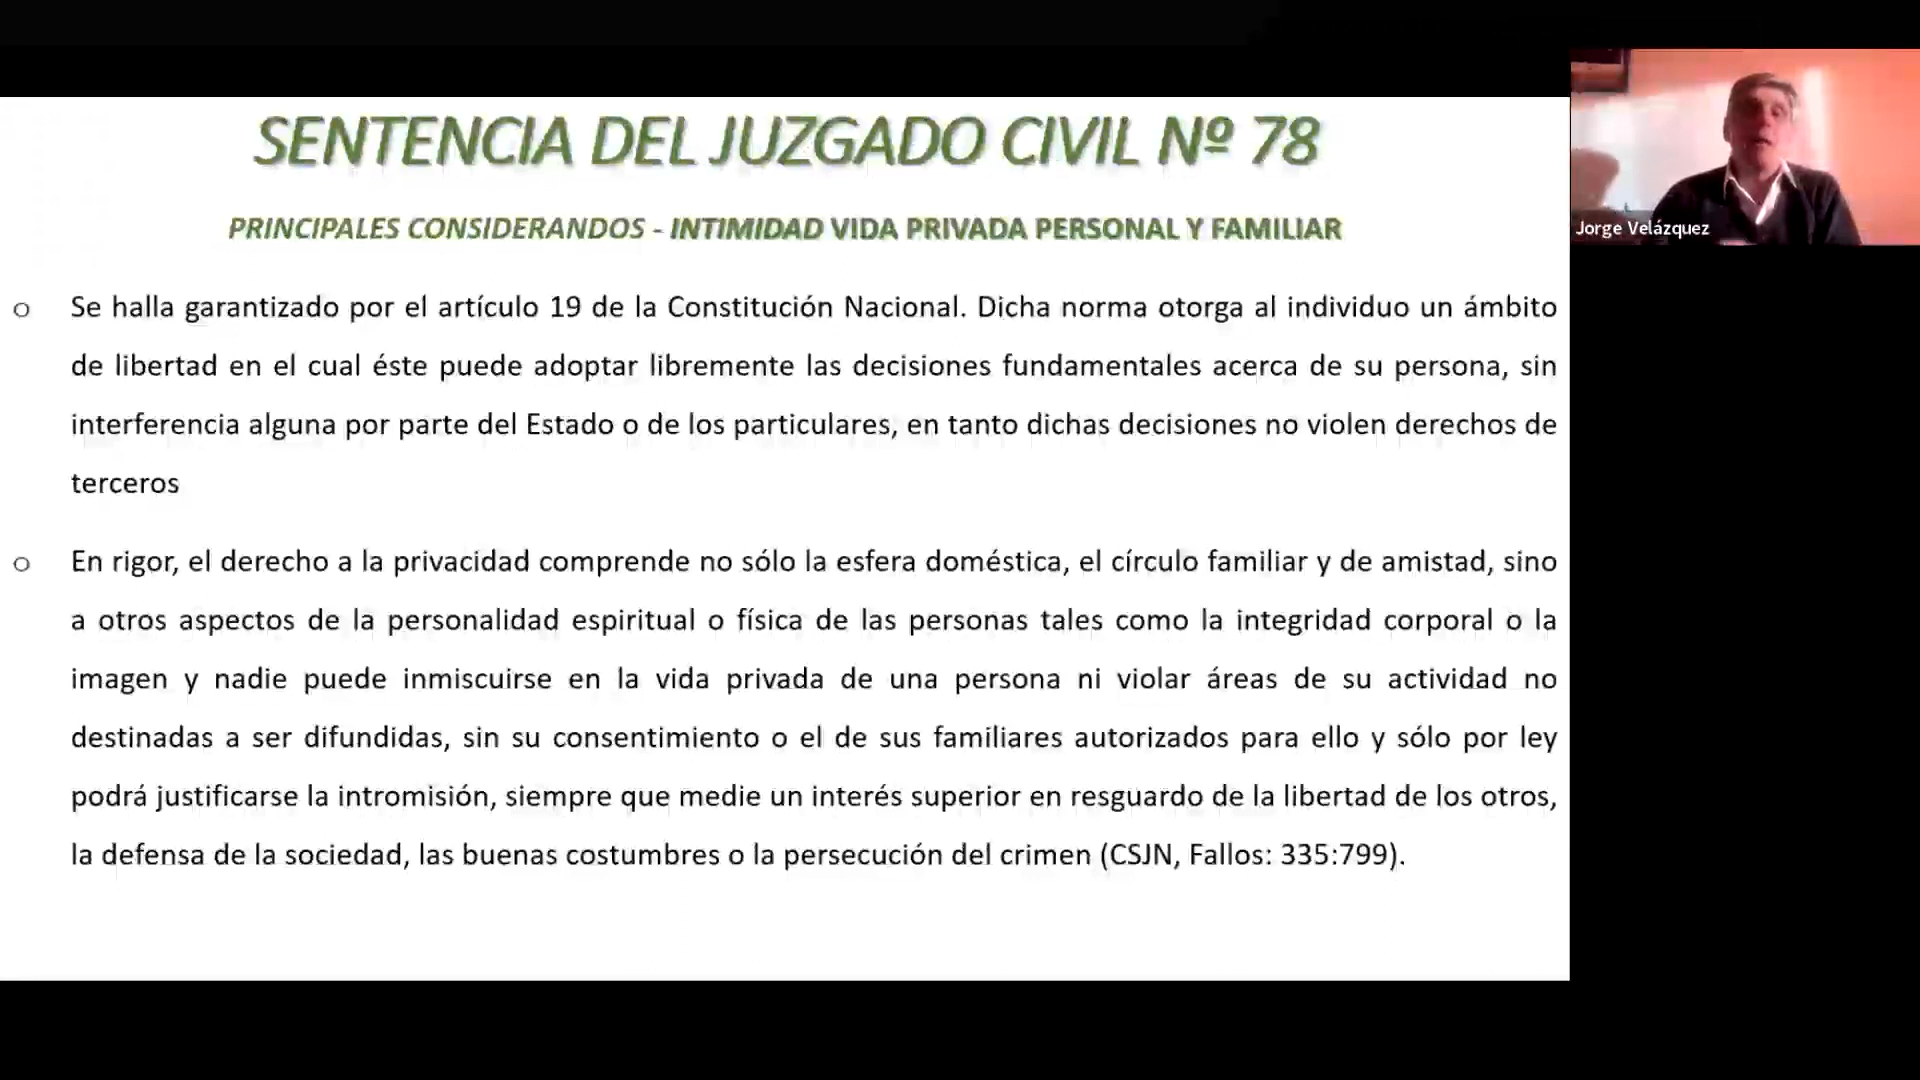 SENTENCIA DEL JUZGADO CIVIL Nº 78
PRINCIPALES CONSIDERANDOS - INTIMIDAD VIDA PRIVADA PERSONAL Y FAMILIAR
Jorge Velázquez
o Se halla garantizado por el artículo 19 de la Constitución Nacional. Dicha norma otorga al individuo un ámbito
de libertad en el cual éste puede adoptar libremente las decisiones fundamentales acerca de su persona, sin
interferencia alguna por parte del Estado o de los particulares, en tanto dichas decisiones no violen derechos de
terceros
o En rigor, el derecho a la privacidad comprende no sólo la esfera doméstica, el círculo familiar y de amistad, sino
a otros aspectos de la personalidad espiritual o física de las personas tales como la integridad corporal o la
imagen y nadie puede inmiscuirse en la vida privada de una persona ni violar áreas de su actividad no
destinadas a ser difundidas, sin su consentimiento o el de sus familiares autorizados para ello y sólo por ley
podrá justificarse la intromisión, siempre que medie un interés superior en resguardo de la libertad de los otros,
la defensa de la sociedad, las buenas costumbres o la persecución del crimen (CSJN, Fallos: 335:799).